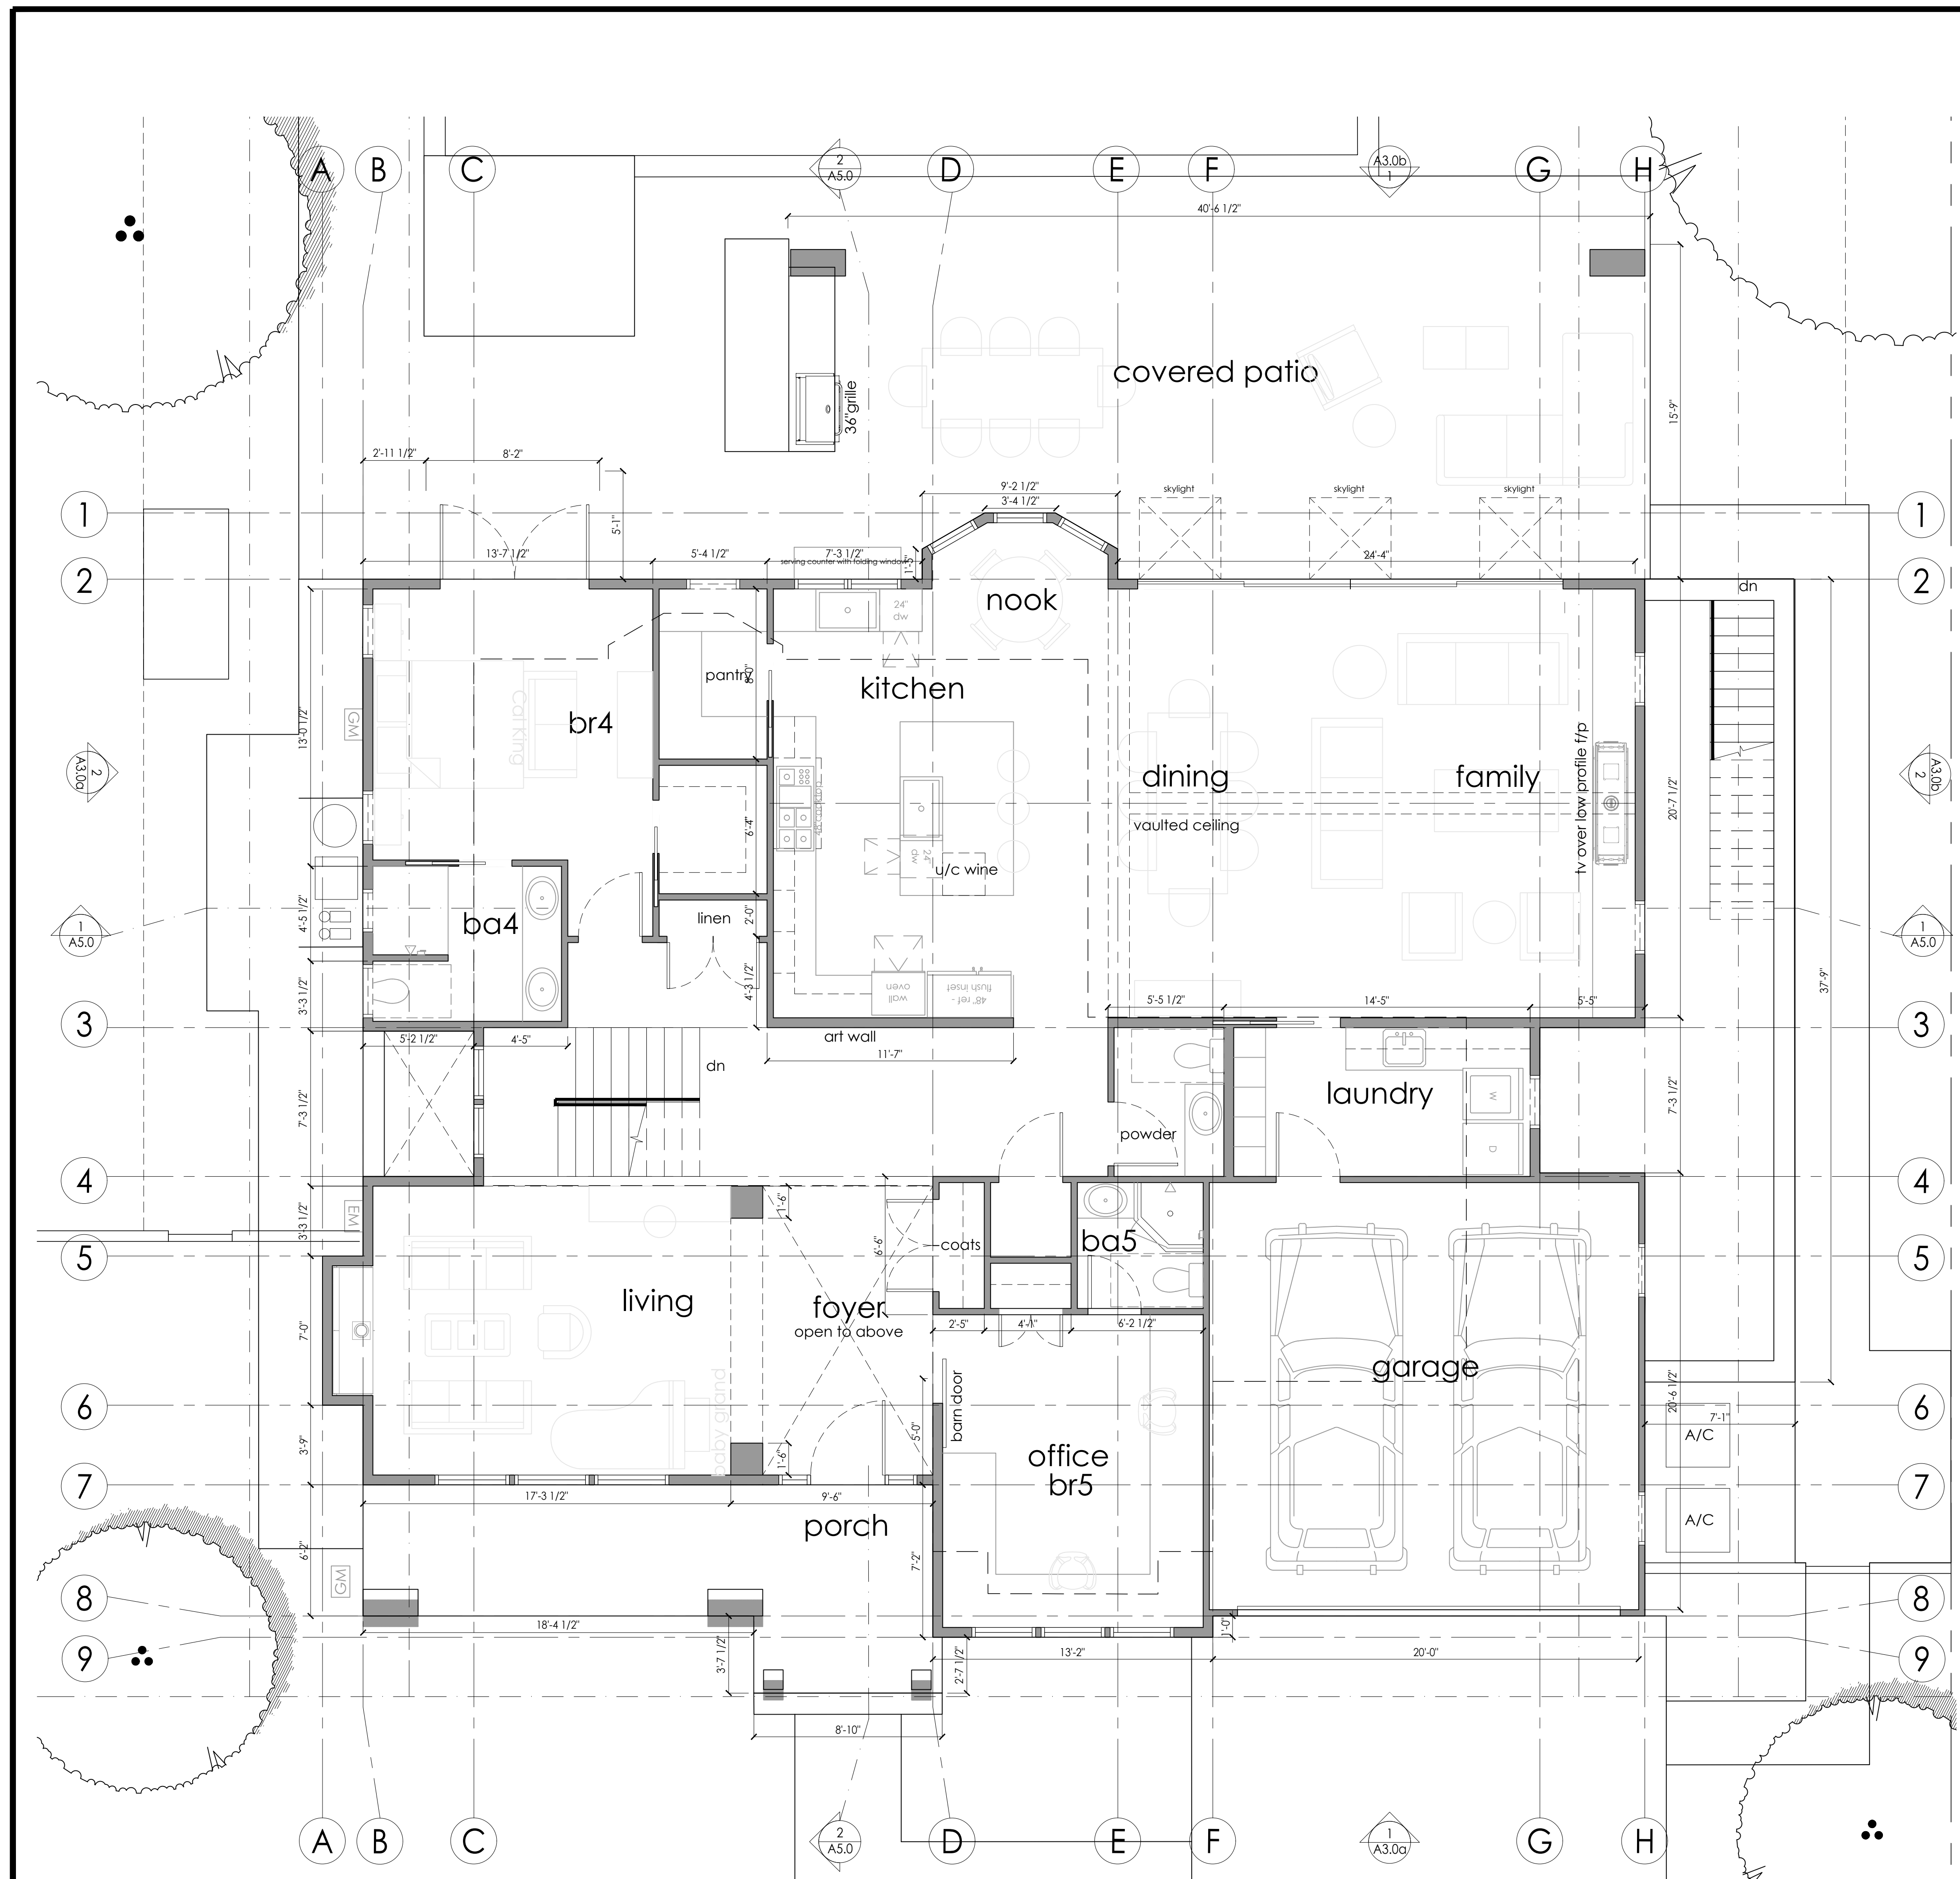 A B C 2 A5.0 D E F A3.0b 1 G H
40'-6 1/2"
36"grille
covered patio
15'-9"
2'-11 1/2" 8'-2"
9'-2 1/2"
3'-4 1/2"
skylight skylight skylight
1 1
5'-1"
13'-7 1/2" 5'-4 1/2" 7'-3 1/2" 1'-5" 24'-4"
serving counter with folding window
2 2
dn
24"
dw
nook
pantry 8'-0"
kitchen
GM
13'-0 1/2"
Cal King
br4
2
A3.0a
dining family
tv over low profile f/p
A3.0b
2
20'-7 1/2"
vaulted ceiling
6'-4"
24"
dw
u/c wine
4'-5 1/2"
ba4
linen 2'-0"
1
A5.0
1
A5.0
37'-9"
3'-3 1/2"
4'-3 1/2"
wall
oven
48" ref -
flush inset
5'-5 1/2" 14'-5" 5'-5"
3 3
5'-2 1/2" 4'-5"
art wall
11'-7"
dn
7'-3 1/2"
laundry
W
D
7'-3 1/2"
powder
4 4
3'-3 1/2"
EM
1'-6"
6'-6"
coats
ba5
5 5
living
foyer
open to above
7'-0"
2'-5" 4'-1" 6'-2 1/2"
garage
6 6
3'-9"
baby grand
1'-6"
5'-0"
barn door
office
br5
20'-6 1/2"
7'-1"
A/C
7 7
17'-3 1/2" 9'-6"
porch
A/C
6'-2"
7'-2"
GM
8 8
18'-4 1/2"
1'-0"
9 9
3'-7 1/2"
2'-7 1/2"
13'-2" 20'-0"
8'-10"
A B C 2 A5.0 D E F 1 A3.0a G H